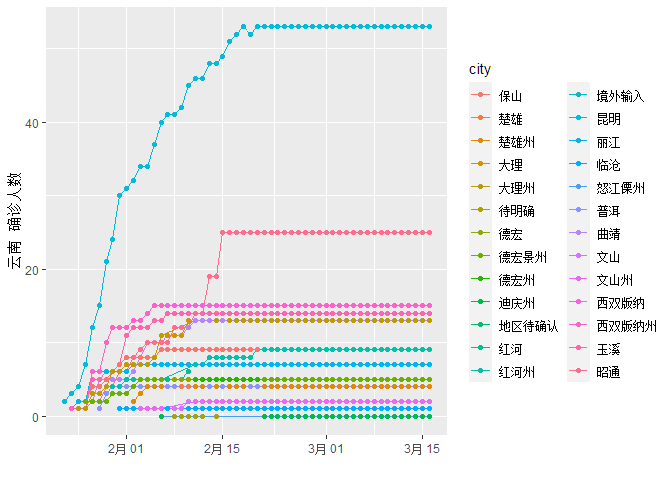 云南 确诊人数
40
20
0
2月 01
2月 15
3月 01
3月 15
city
保山
楚雄
楚雄州
大理
大理州
待明确
德宏
德宏景州
德宏州
迪庆州
地区待确认
红河
红河州
境外输入
昆明
丽江
临沧
怒江傈州
普洱
曲靖
文山
文山州
西双版纳
西双版纳州
玉溪
昭通